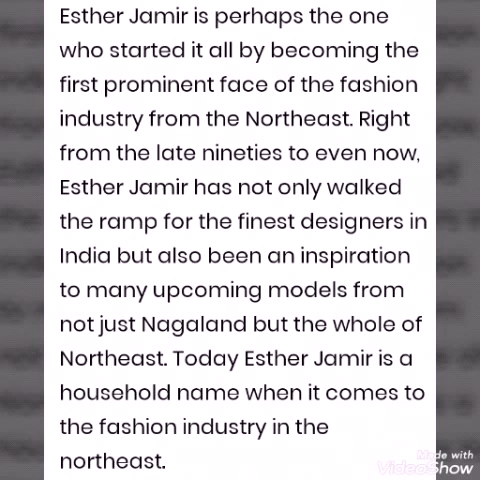 Esther Jamir is perhaps the one
who started it all by becoming the
first prominent face of the fashion
industry from the Northeast. Right
from the late nineties to even now,
Esther Jamir has not only walked
the ramp for the finest designers in
India but also been an inspiration
to many upcoming models from
not just Nagaland but the whole of
Northeast. Today Esther Jamir is a
household name when it comes to
the fashion industry in the
northeast.
Made with
VideoShow